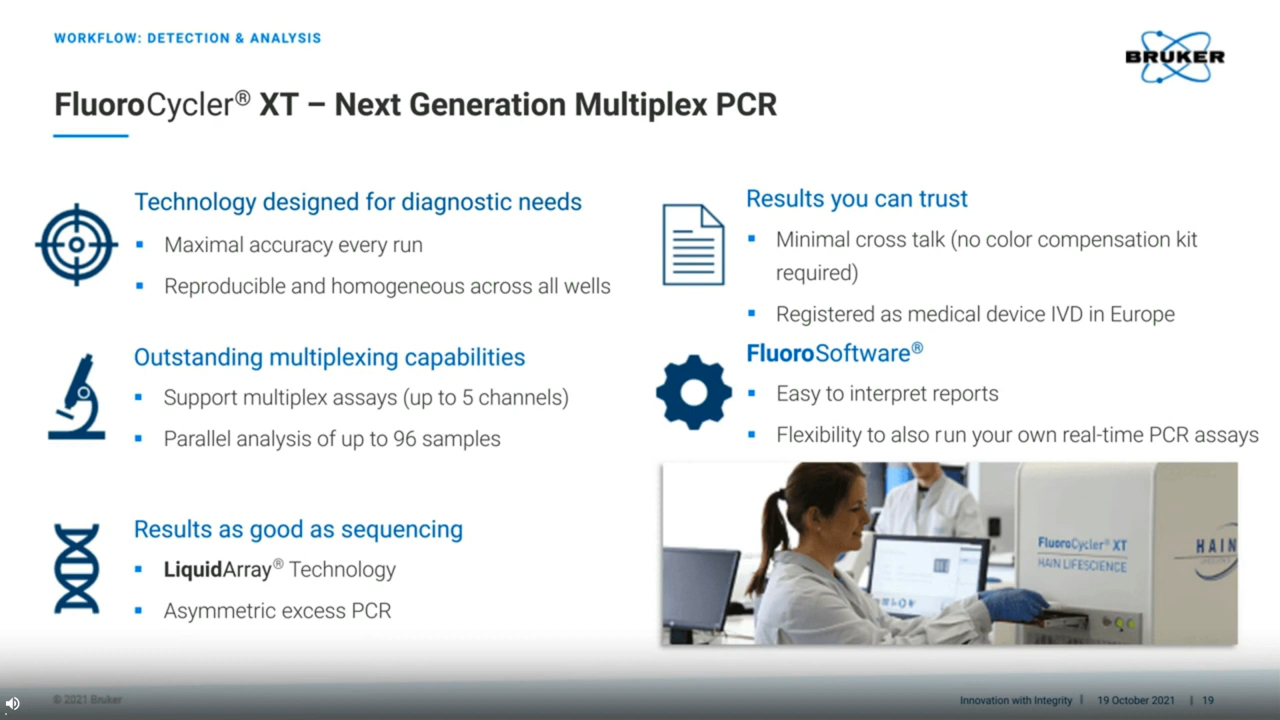 WORKFLOW: DETECTION & ANALYSIS
BRUKER
FluoroCycler® XT – Next Generation Multiplex PCR
Technology designed for diagnostic needs
▪ Maximal accuracy every run
▪ Reproducible and homogeneous across all wells
Outstanding multiplexing capabilities
▪ Support multiplex assays (up to 5 channels)
▪ Parallel analysis of up to 96 samples
Results as good as sequencing
▪ LiquidArray® Technology
▪ Asymmetric excess PCR
Results you can trust
▪ Minimal cross talk (no color compensation kit
required)
▪ Registered as medical device IVD in Europe
FluoroSoftware®
▪ Easy to interpret reports
▪ Flexibility to also run your own real-time PCR assays
FluoroCycler® XT
HAIN LIFESCIENCE
HAIN
© 2021 Bruker
Innovation with Integrity | 19 October 2021 | 19